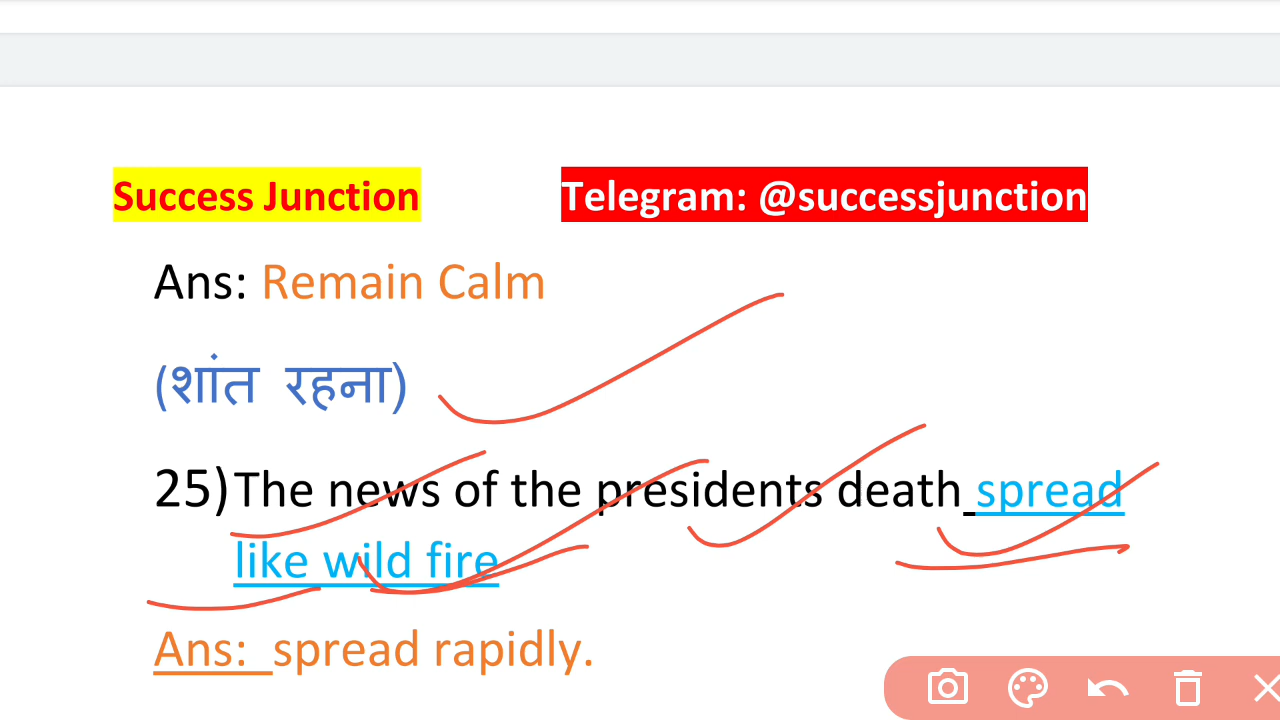 Success Junction Telegram: @successjunction
Ans: Remain Calm
(शांत रहना)
25)The news of the presidents death spread
like wild fire
Ans: spread rapidly.